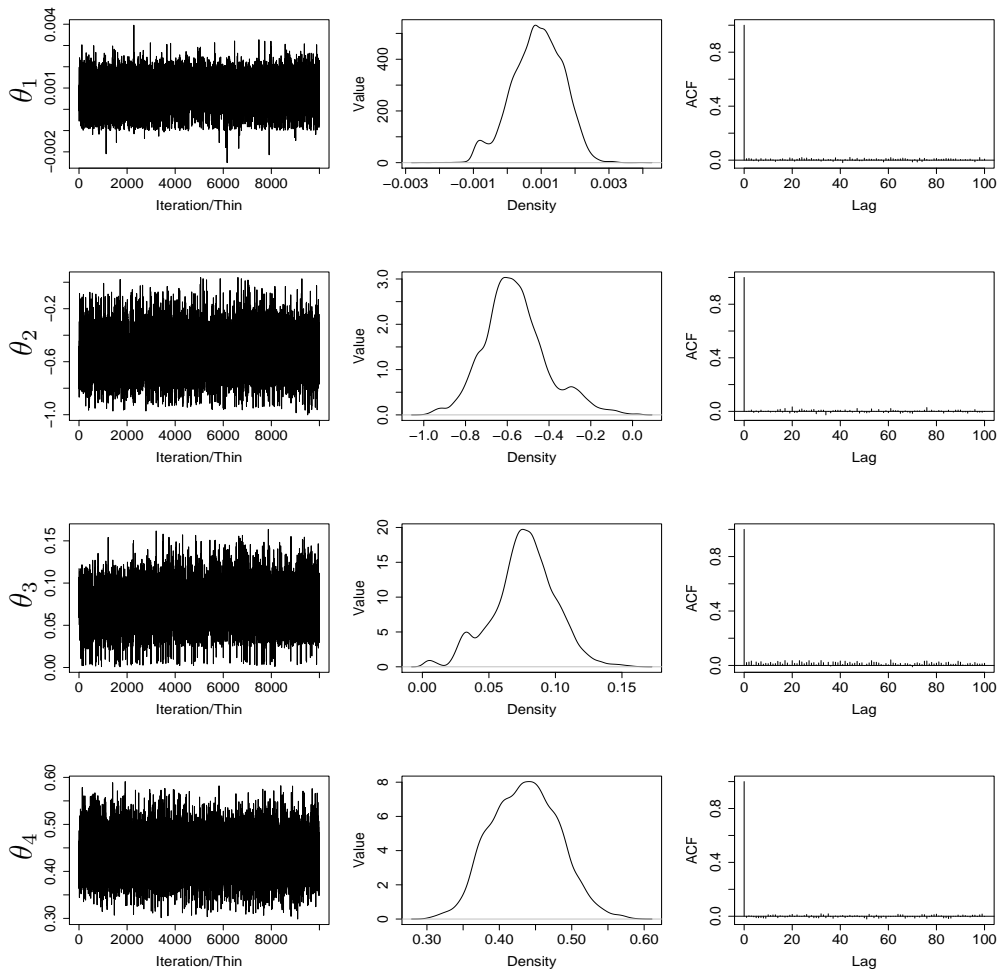 θ1
0.004
0.001
−0.002
0 2000 4000 6000 8000
Iteration/Thin
Value
400
200
0
−0.003 −0.001 0.001 0.003
Density
ACF
0.8
0.4
0.0
0 20 40 60 80 100
Lag
θ2
−0.2
−0.6
−1.0
0 2000 4000 6000 8000
Iteration/Thin
Value
3.0
2.0
1.0
0.0
−1.0 −0.8 −0.6 −0.4 −0.2 0.0
Density
ACF
0.8
0.4
0.0
0 20 40 60 80 100
Lag
θ3
0.15
0.10
0.05
0.00
0 2000 4000 6000 8000
Iteration/Thin
Value
20
15
10
5
0
0.00 0.05 0.10 0.15
Density
ACF
0.8
0.4
0.0
0 20 40 60 80 100
Lag
θ4
0.60
0.50
0.40
0.30
0 2000 4000 6000 8000
Iteration/Thin
Value
8
6
4
2
0
0.30 0.40 0.50 0.60
Density
ACF
0.8
0.4
0.0
0 20 40 60 80 100
Lag